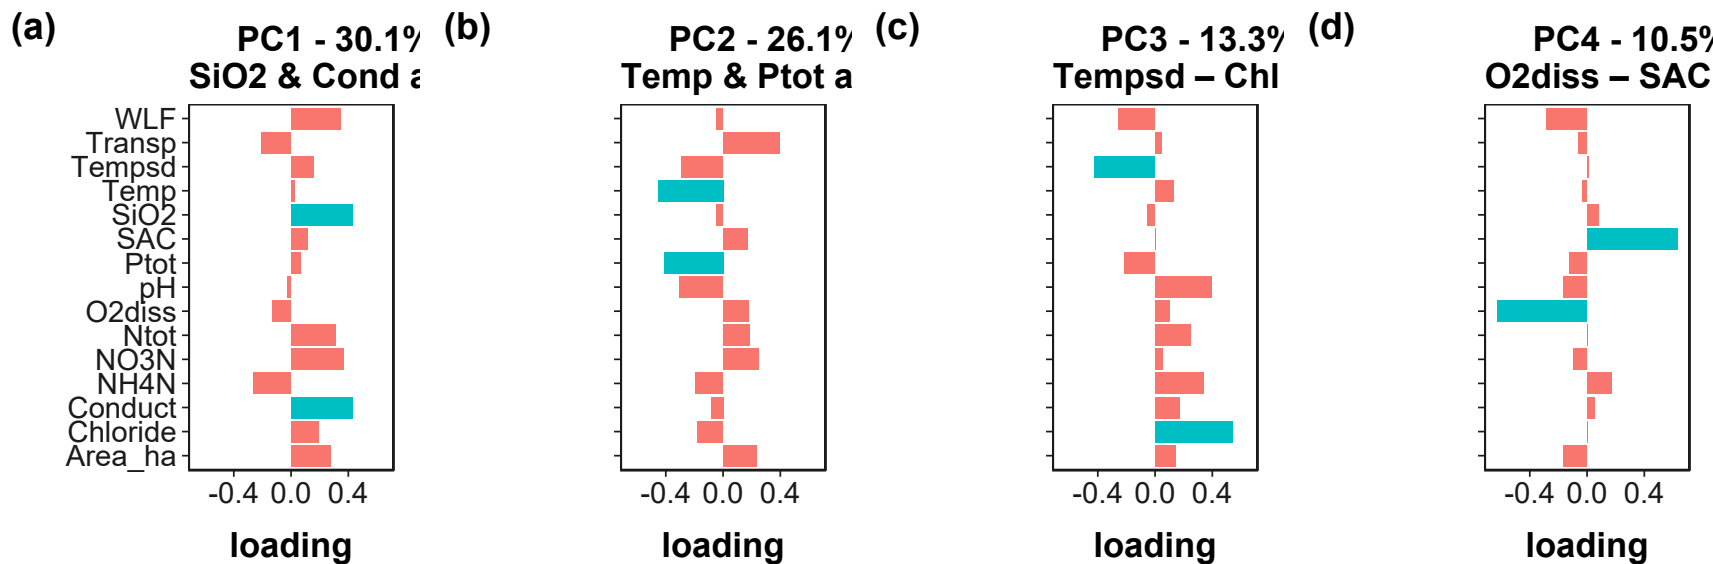 (a)
PC1 - 30.1%
SiO2 & Cond a
(b)
PC2 - 26.1%
Temp & Ptot a
(c)
PC3 - 13.3%
Tempsd – Chl
(d)
PC4 - 10.5%
O2diss – SAC
WLF
Transp
Tempsd
Temp
SiO2
SAC
Ptot
pH
O2diss
Ntot
NO3N
NH4N
Conduct
Chloride
Area_ha
-0.4 0.0 0.4
loading
-0.4 0.0 0.4
loading
-0.4 0.0 0.4
loading
-0.4 0.0 0.4
loading